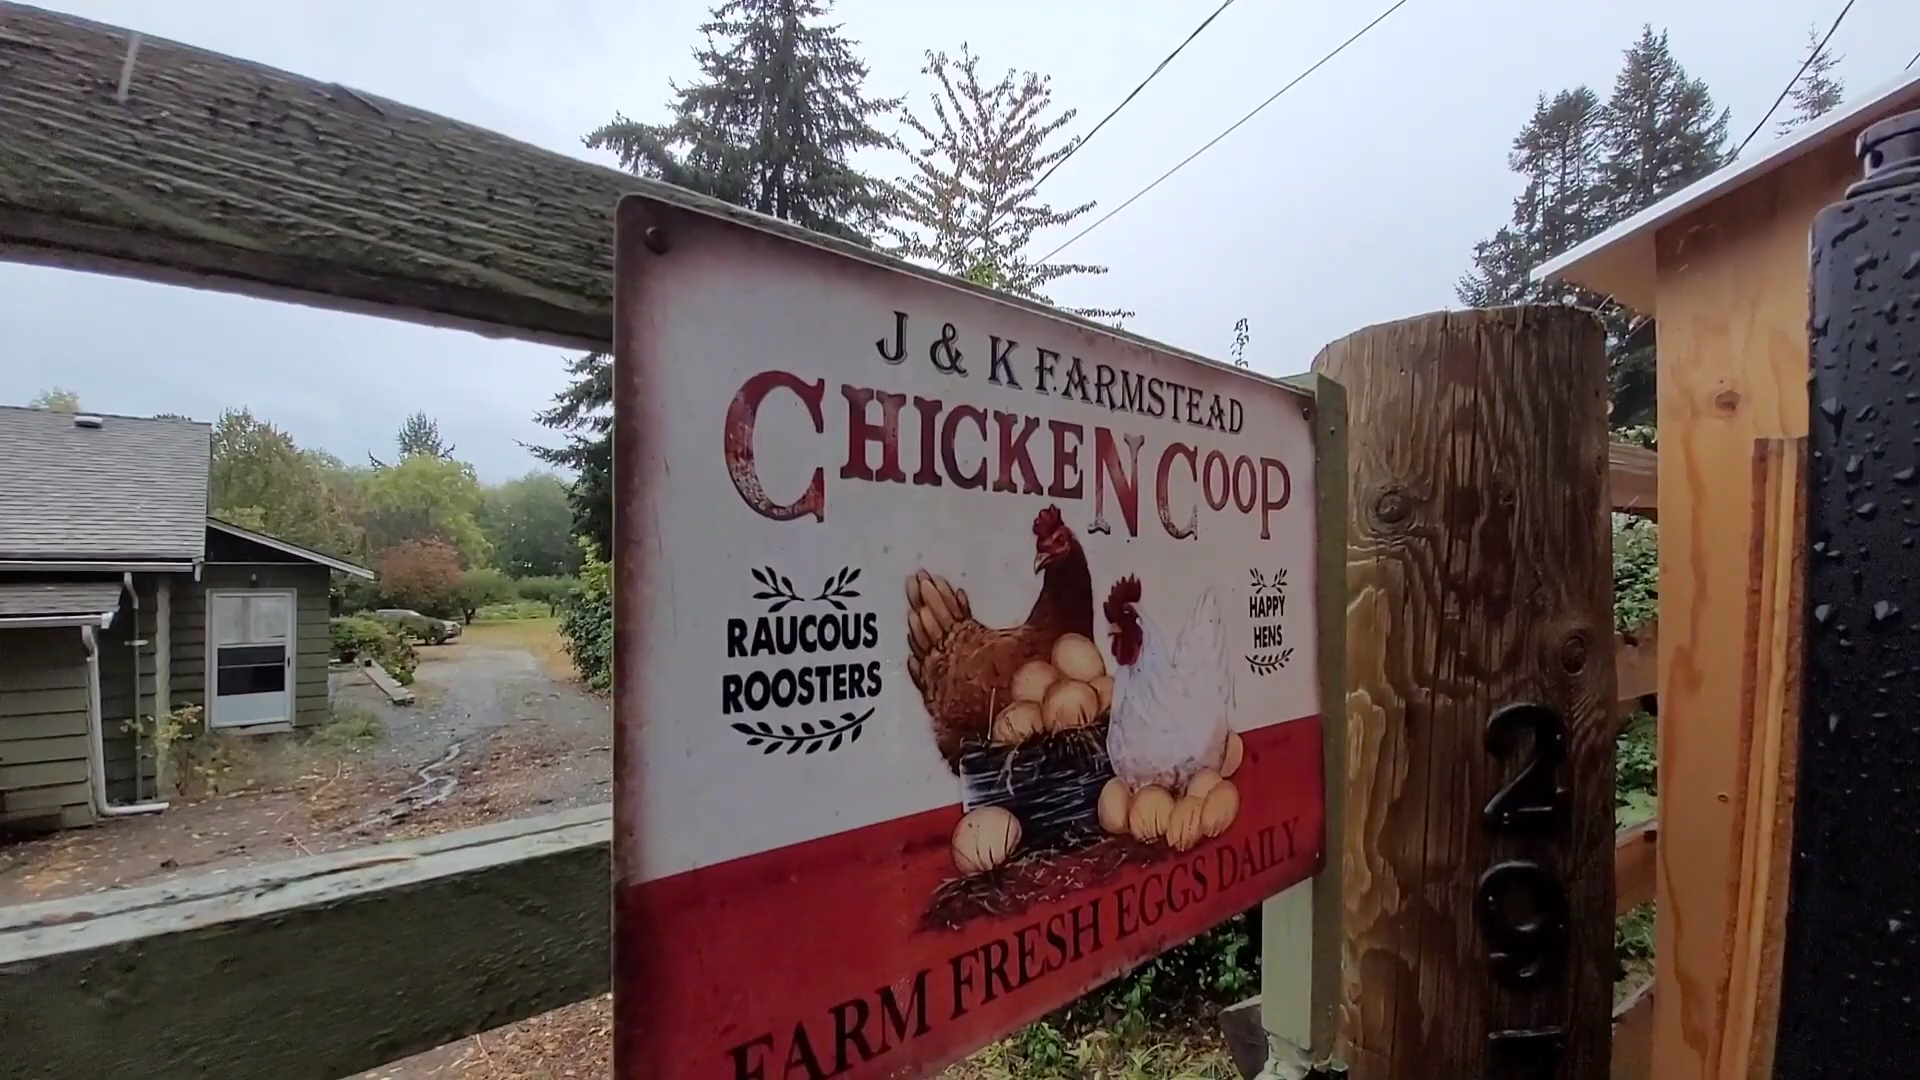 J & K FARMSTEAD
CHICKEN COOP
RAUCOUS
ROOSTERS
HAPPY
HENS
FARM FRESH EGGS DAILY
29